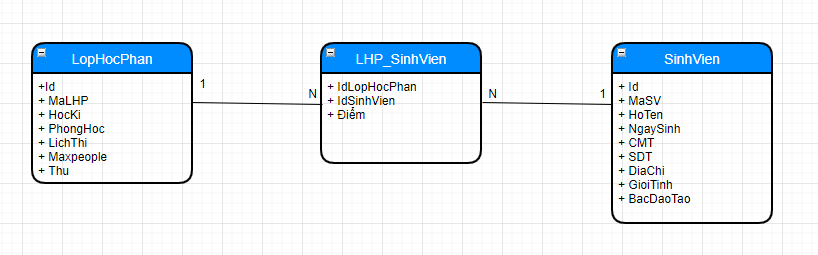 LopHocPhan
+Id
+ MaLHP
+ HocKi
+ PhongHoc
+ LichThi
+ Maxpeople
+ Thu
1
N
LHP_SinhVien
+ IdLopHocPhan
+ IdSinhVien
+ Điểm
N
1
SinhVien
+ Id
+ MaSV
+ HoTen
+ NgaySinh
+ CMT
+ SDT
+ DiaChi
+ GioiTinh
+ BacDaoTao